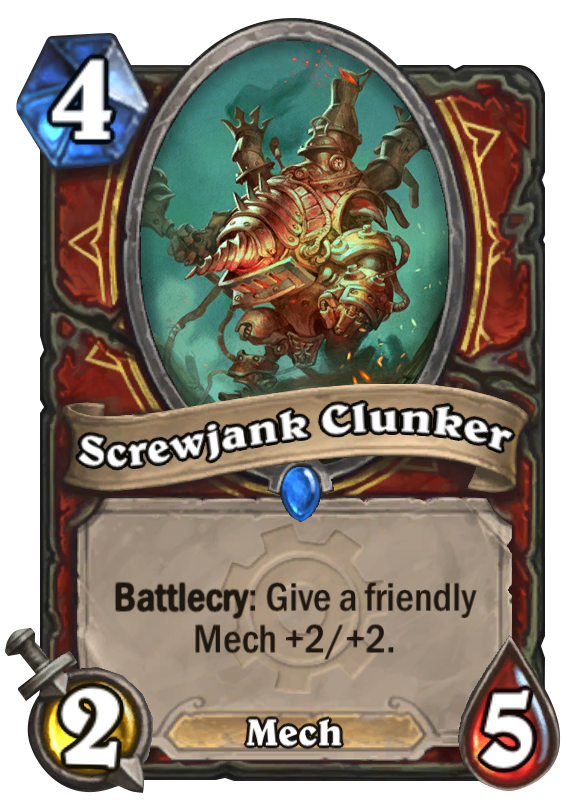 4
Screwjank Clunker
Battlecry: Give a friendly
Mech +2/+2.
2
Mech
5